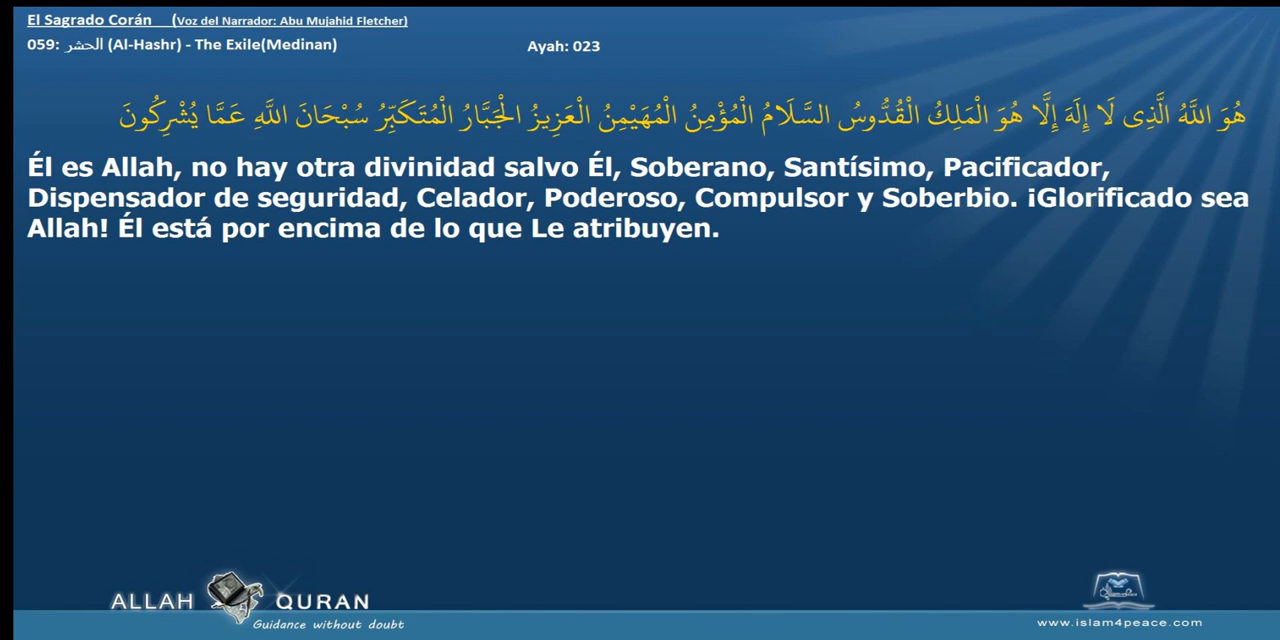 El Sagrado Corán (Voz del Narrador: Abu Mujahid Fletcher)
059: الحشر (Al-Hashr) - The Exile(Medinan)
Ayah: 023
هُوَ اللَّهُ الَّذِى لَا إِلَهَ إِلَّا هُوَ الْمَلِكُ الْقُدُّوسُ السَّلَامُ الْمُؤْمِنُ الْمُهَيْمِنُ الْعَزِيزُ الْجَبَّارُ الْمُتَكَبِّرُ سُبْحَانَ اللَّهِ عَمَّا يُشْرِكُونَ
Él es Allah, no hay otra divinidad salvo Él, Soberano, Santísimo, Pacificador,
Dispensador de seguridad, Celador, Poderoso, Compulsor y Soberbio. ¡Glorificado sea
Allah! Él está por encima de lo que Le atribuyen.
ALLAH QURAN
Guidance without doubt
www.islam4peace.com